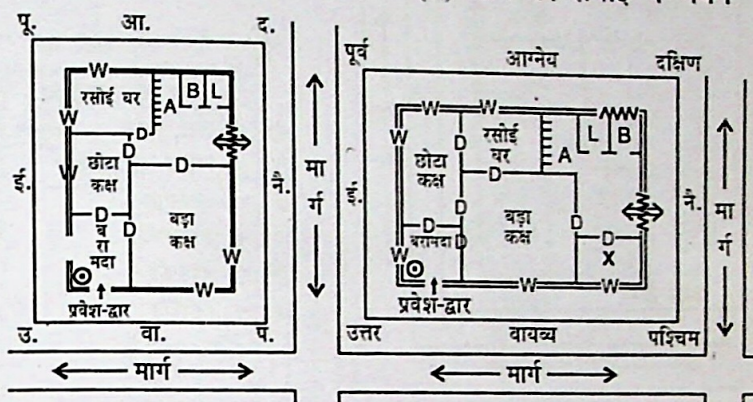 पू. आ. द.
W
रसोई घर A B L
W D
W छोटा कक्ष D D
ई. नै.
D बड़ा कक्ष
बरामदा D W
W
प्रवेश-द्वार
उ. वा. प.
मार्ग
मार्ग
पूर्व आग्नेय दक्षिण
W W
W रसोई घर L B
D A
छोटा कक्ष D
ई. नै.
D बड़ा कक्ष D D
बरामदा D X
W W W
प्रवेश-द्वार
उत्तर वायव्य पश्चिम
मार्ग
मार्ग